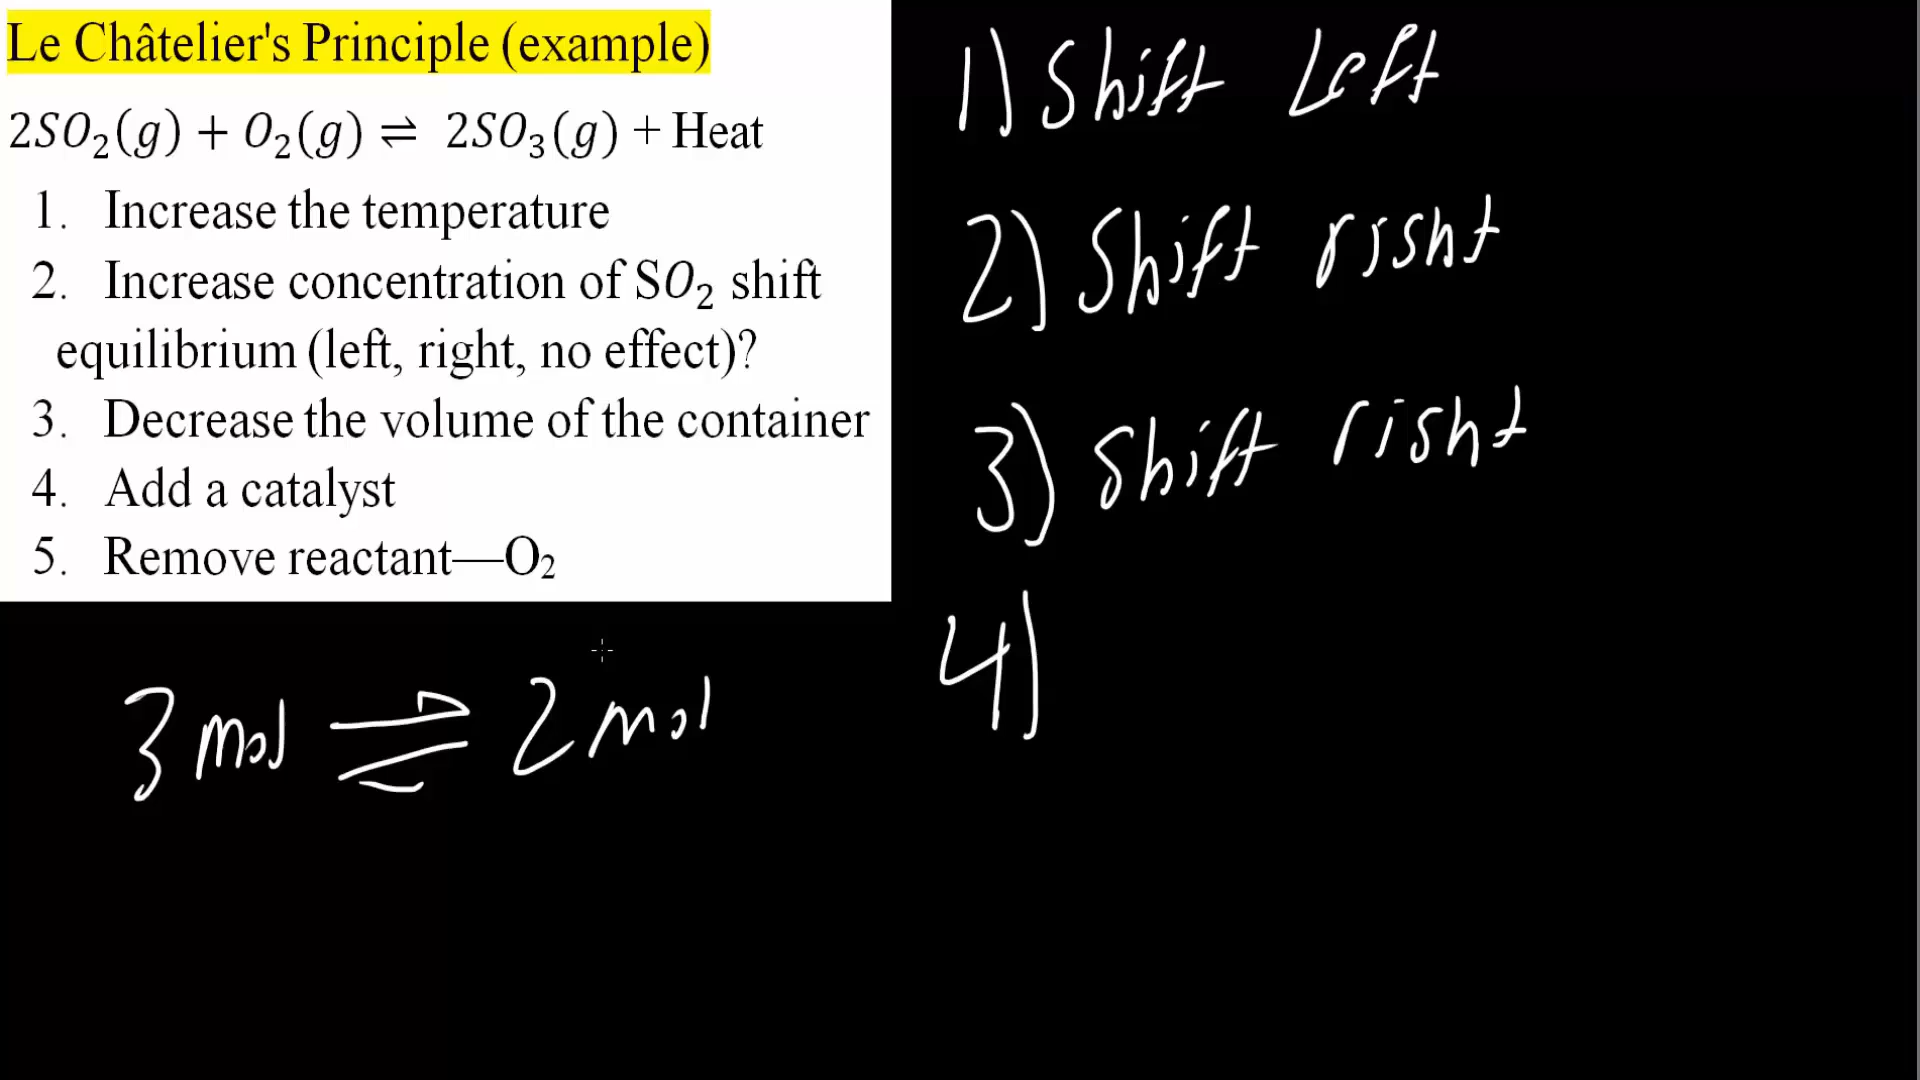 Le Châtelier's Principle (example)
2SO₂(g) + O₂(g) ⇌ 2SO₃(g) + Heat
1. Increase the temperature
2. Increase concentration of SO₂ shift
equilibrium (left, right, no effect)?
3. Decrease the volume of the container
4. Add a catalyst
5. Remove reactant—O₂
3 mol ⇌ 2 mol
1) Shift Left
2) Shift right
3) Shift right
4)